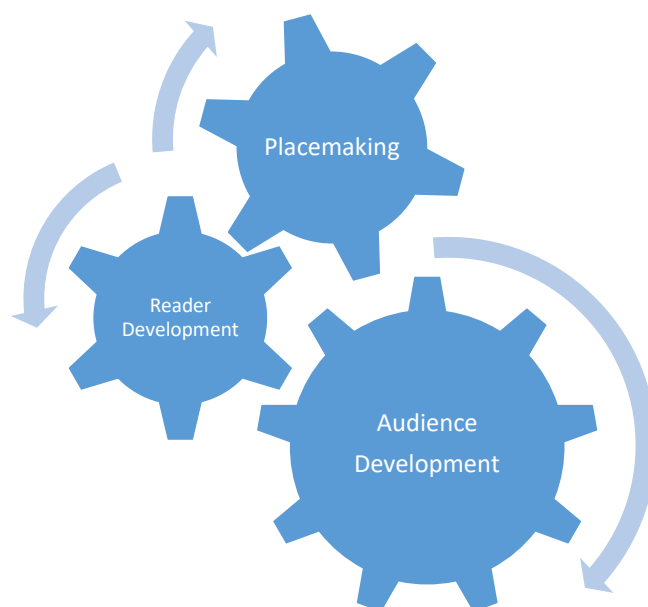 Placemaking
Reader
Development
Audience
Development